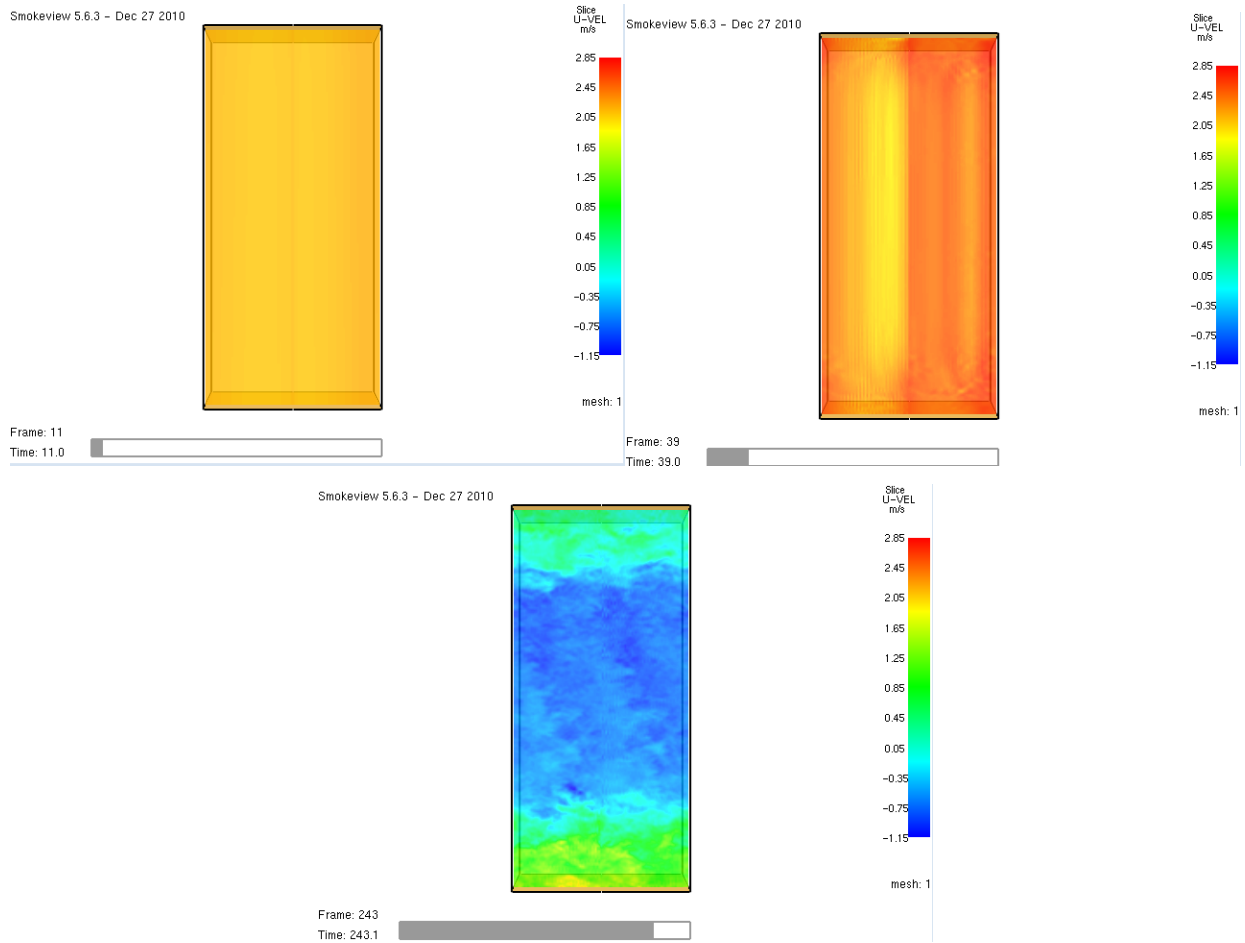 Smokeview 5.6.3 – Dec 27 2010
Slice
U–VEL
m/s
2.85
2.45
2.05
1.65
1.25
0.85
0.45
0.05
−0.35
−0.75
−1.15
mesh: 1
Frame: 11
Time: 11.0
Smokeview 5.6.3 – Dec 27 2010
Slice
U–VEL
m/s
2.85
2.45
2.05
1.65
1.25
0.85
0.45
0.05
−0.35
−0.75
−1.15
mesh: 1
Frame: 39
Time: 39.0
Smokeview 5.6.3 – Dec 27 2010
Slice
U–VEL
m/s
2.85
2.45
2.05
1.65
1.25
0.85
0.45
0.05
−0.35
−0.75
−1.15
mesh: 1
Frame: 243
Time: 243.1